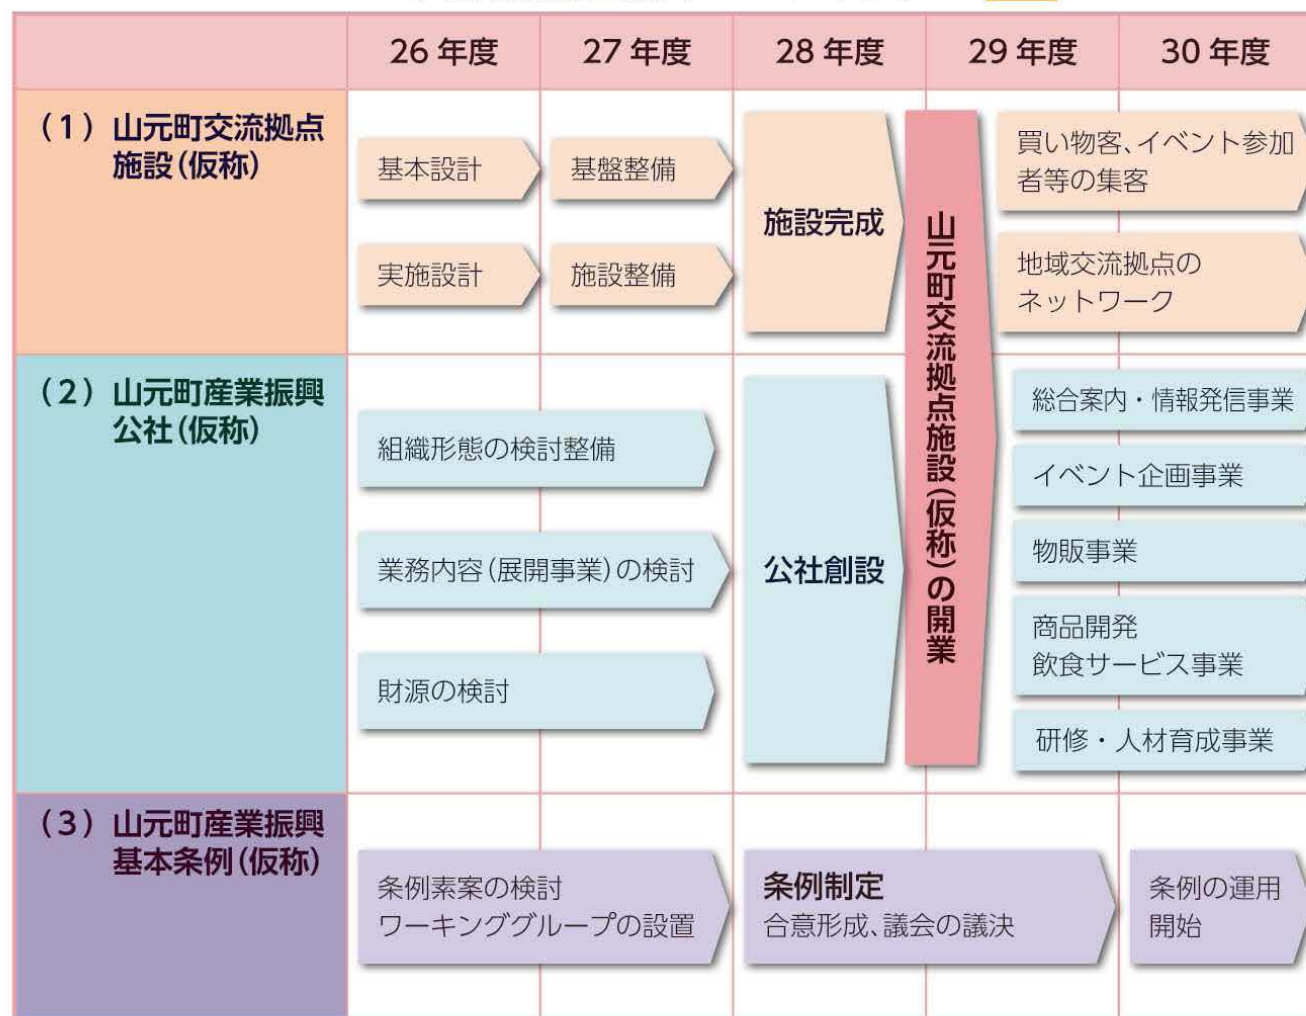 26 年度
27 年度
28 年度
29 年度
30 年度
（1）山元町交流拠点
施設（仮称）
基本設計
基盤整備
実施設計
施設整備
施設完成
山元町交流拠点施設（仮称）の開業
買い物客、イベント参加
者等の集客
地域交流拠点の
ネットワーク
（2）山元町産業振興
公社（仮称）
組織形態の検討整備
業務内容（展開事業）の検討
財源の検討
公社創設
総合案内・情報発信事業
イベント企画事業
物販事業
商品開発
飲食サービス事業
研修・人材育成事業
（3）山元町産業振興
基本条例（仮称）
条例素案の検討
ワーキンググループの設置
条例制定
合意形成、議会の議決
条例の運用
開始